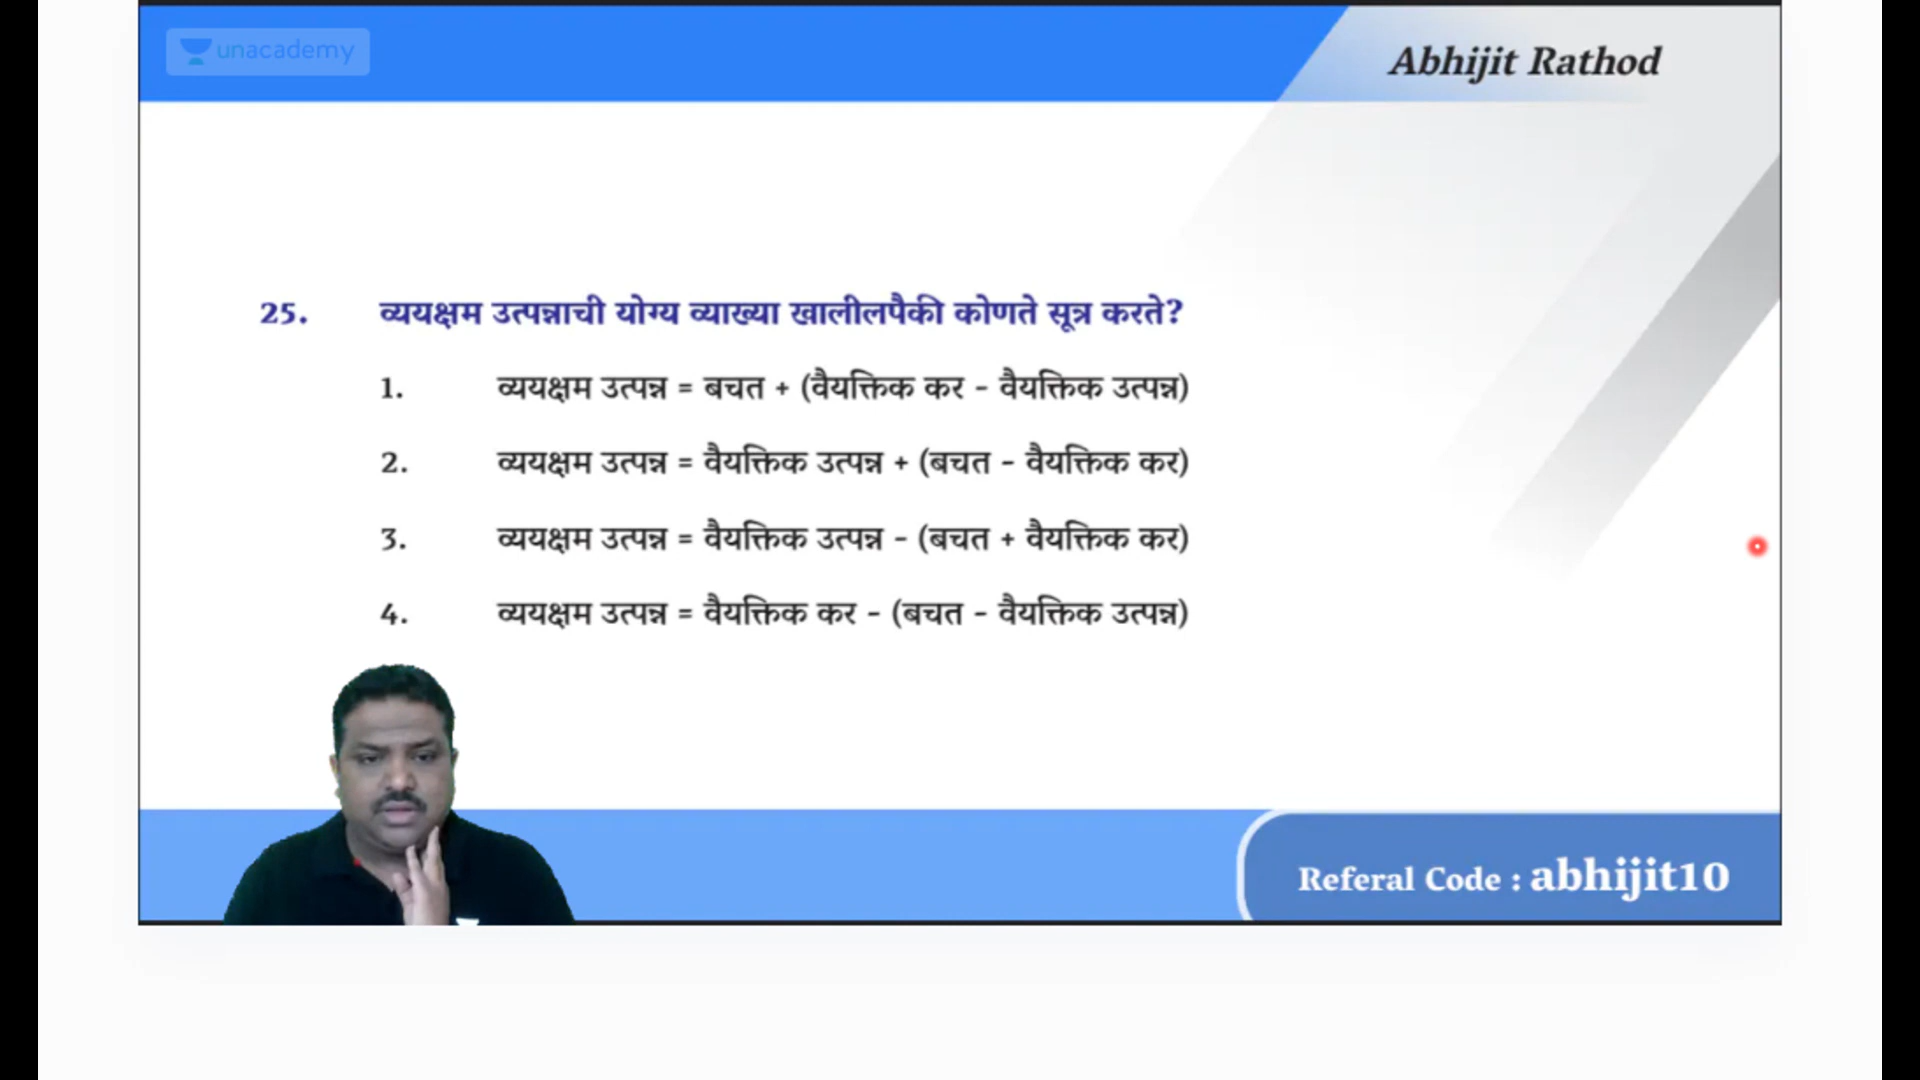 unacademy
Abhijit Rathod
25. व्ययक्षम उत्पन्नाची योग्य व्याख्या खालीलपैकी कोणते सूत्र करते?
1. व्ययक्षम उत्पन्न = बचत + (वैयक्तिक कर - वैयक्तिक उत्पन्न)
2. व्ययक्षम उत्पन्न = वैयक्तिक उत्पन्न + (बचत - वैयक्तिक कर)
3. व्ययक्षम उत्पन्न = वैयक्तिक उत्पन्न - (बचत + वैयक्तिक कर)
4. व्ययक्षम उत्पन्न = वैयक्तिक कर - (बचत - वैयक्तिक उत्पन्न)
Referal Code : abhijit10